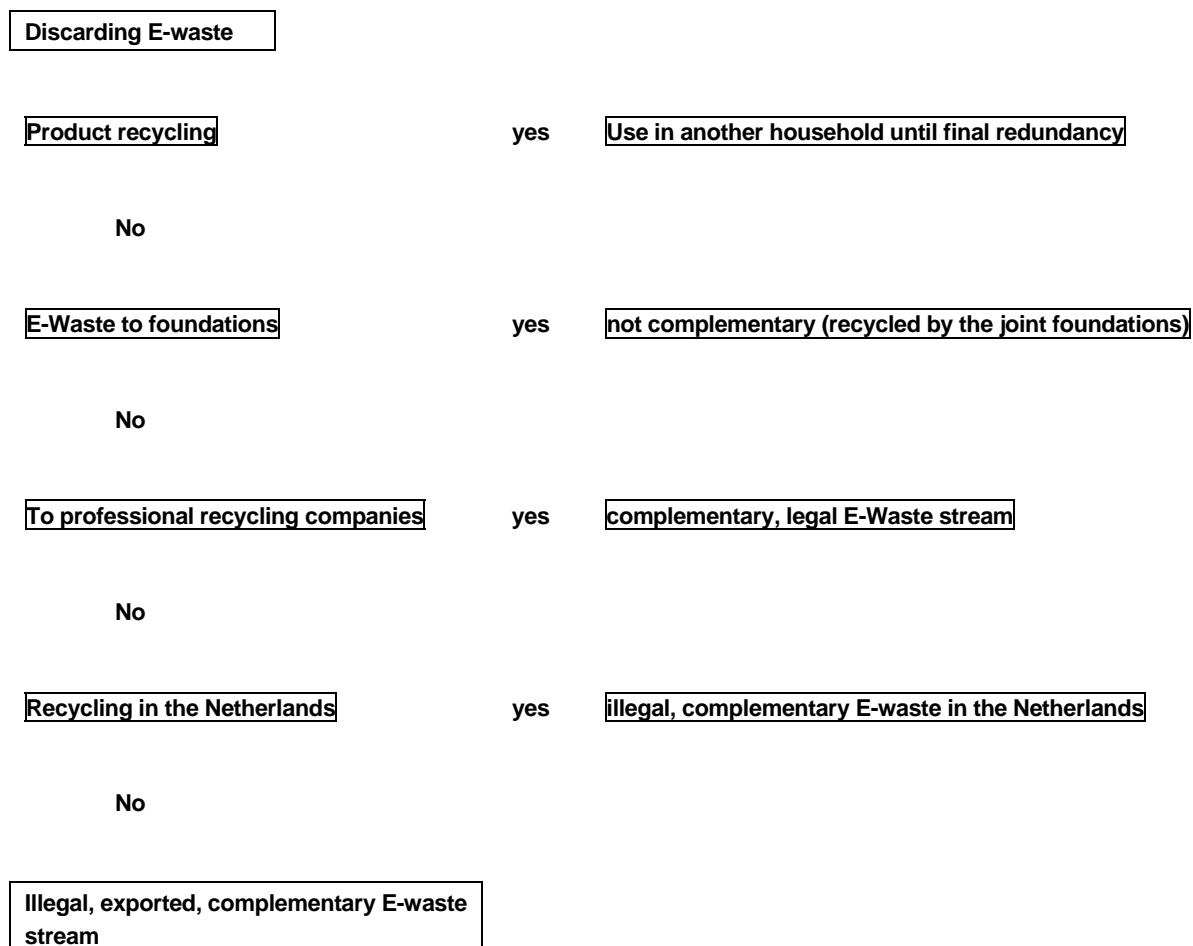 Discarding E-waste
Product recycling yes Use in another household until final redundancy
No
E-Waste to foundations yes not complementary (recycled by the joint foundations)
No
To professional recycling companies yes complementary, legal E-Waste stream
No
Recycling in the Netherlands yes illegal, complementary E-waste in the Netherlands
No
Illegal, exported, complementary E-waste
stream